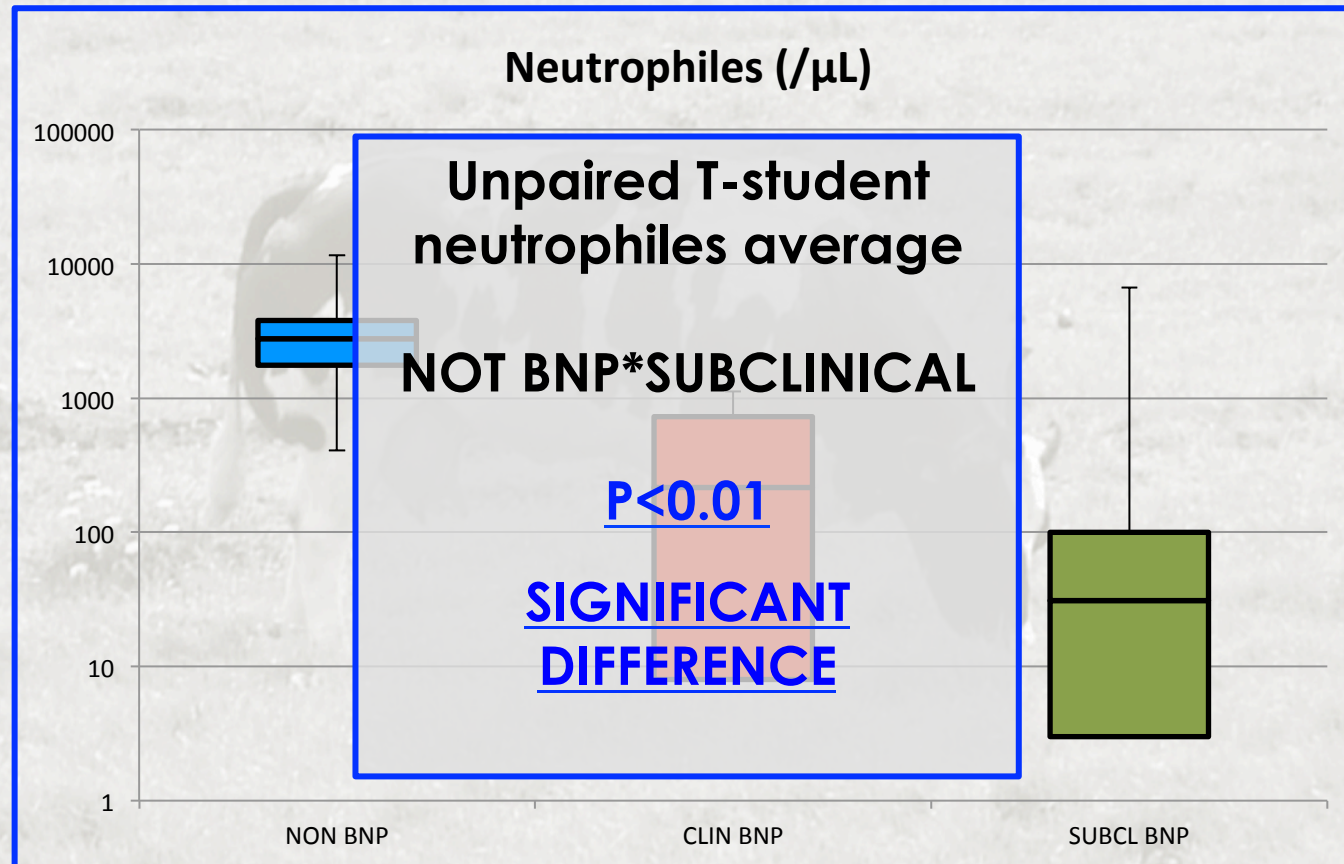 Neutrophiles (/µL)
100000
10000
1000
100
10
1
Unpaired T-student
neutrophiles average
NOT BNP*SUBCLINICAL
P<0.01
SIGNIFICANT
DIFFERENCE
NON BNP
CLIN BNP
SUBCL BNP